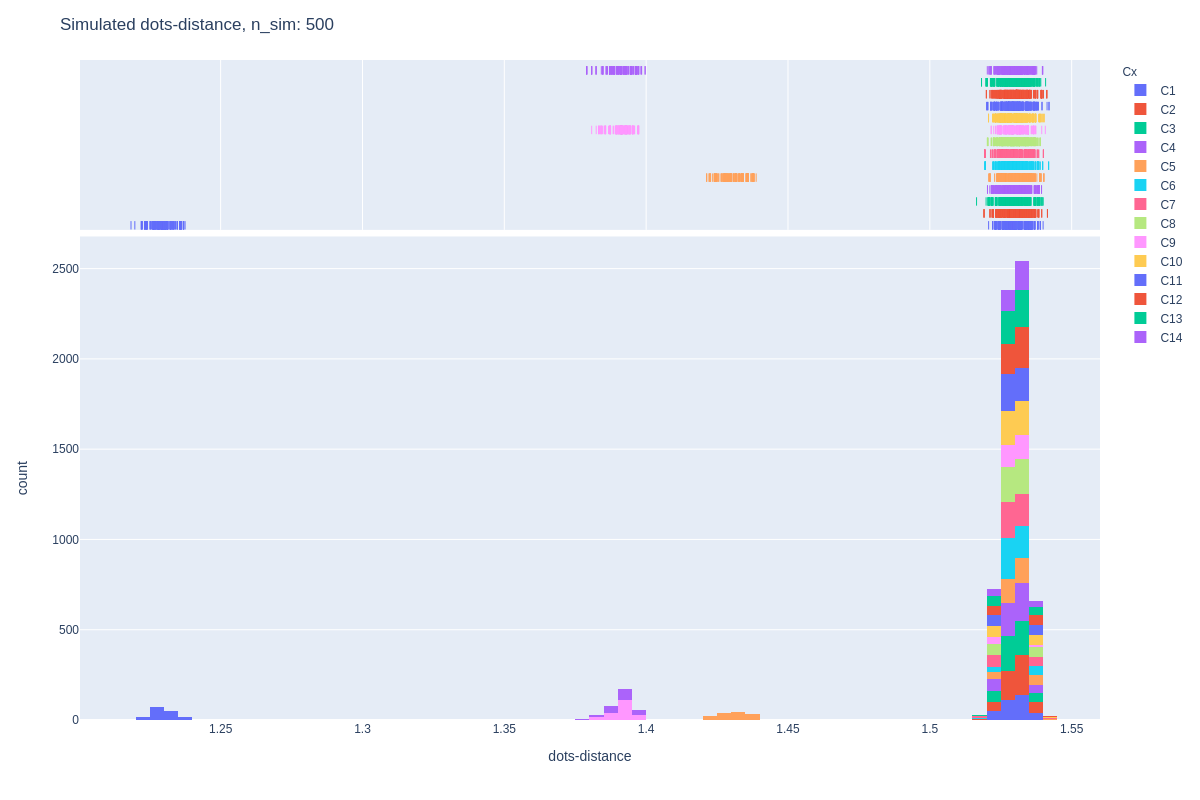 Simulated dots-distance, n_sim: 500
Cx
C1
C2
C3
C4
C5
C6
C7
C8
C9
C10
C11
C12
C13
C14
2500
2000
1500
1000
500
0
count
1.25
1.3
1.35
1.4
1.45
1.5
1.55
dots-distance